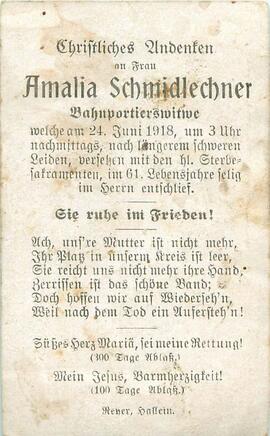 Christliches Andenken
an Frau
Amalia Schmidlechner
Bahnportierswitwe
welche am 24. Juni 1918, um 3 Uhr
nachmittags, nach längerem schweren
Leiden, versehen mit den hl. Sterbe-
sakramenten, im 61. Lebensjahre selig
im Herrn entschlief.
Sie ruhe im Frieden!
Ach, uns're Mutter ist nicht mehr,
Ihr Platz in unserm Kreis ist leer,
Sie reicht uns nicht mehr ihre Hand,
Zerrissen ist das schöne Band;
Doch hoffen wir auf Wiederseh'n,
Weil nach dem Tod ein Aufersteh'n!
Süßes Herz Mariä, sei meine Rettung!
(300 Tage Ablaß.)
Mein Jesus, Barmherzigkeit!
(100 Tage Ablaß.)
Reyer, Hallein.